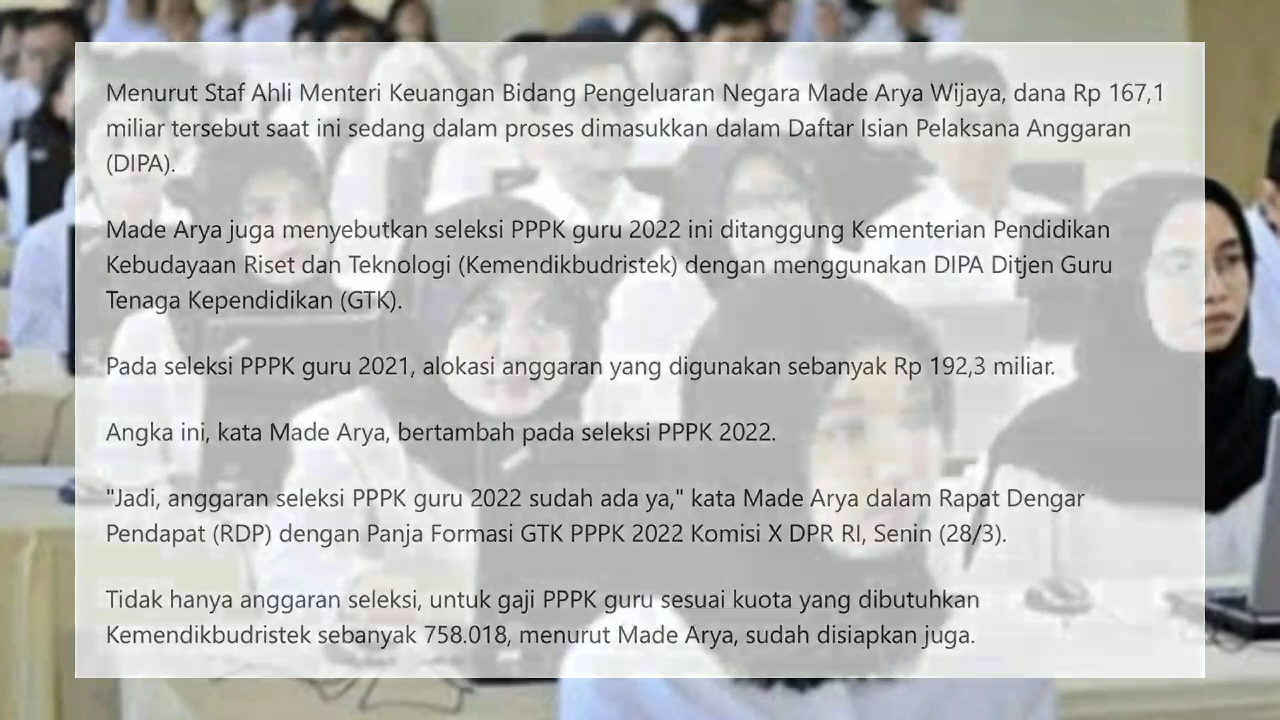 Menurut Staf Ahli Menteri Keuangan Bidang Pengeluaran Negara Made Arya Wijaya, dana Rp 167,1
miliar tersebut saat ini sedang dalam proses dimasukkan dalam Daftar Isian Pelaksana Anggaran
(DIPA).
Made Arya juga menyebutkan seleksi PPPK guru 2022 ini ditanggung Kementerian Pendidikan
Kebudayaan Riset dan Teknologi (Kemendikbudristek) dengan menggunakan DIPA Ditjen Guru
Tenaga Kependidikan (GTK).
Pada seleksi PPPK guru 2021, alokasi anggaran yang digunakan sebanyak Rp 192,3 miliar.
Angka ini, kata Made Arya, bertambah pada seleksi PPPK 2022.
"Jadi, anggaran seleksi PPPK guru 2022 sudah ada ya," kata Made Arya dalam Rapat Dengar
Pendapat (RDP) dengan Panja Formasi GTK PPPK 2022 Komisi X DPR RI, Senin (28/3).
Tidak hanya anggaran seleksi, untuk gaji PPPK guru sesuai kuota yang dibutuhkan
Kemendikbudristek sebanyak 758.018, menurut Made Arya, sudah disiapkan juga.